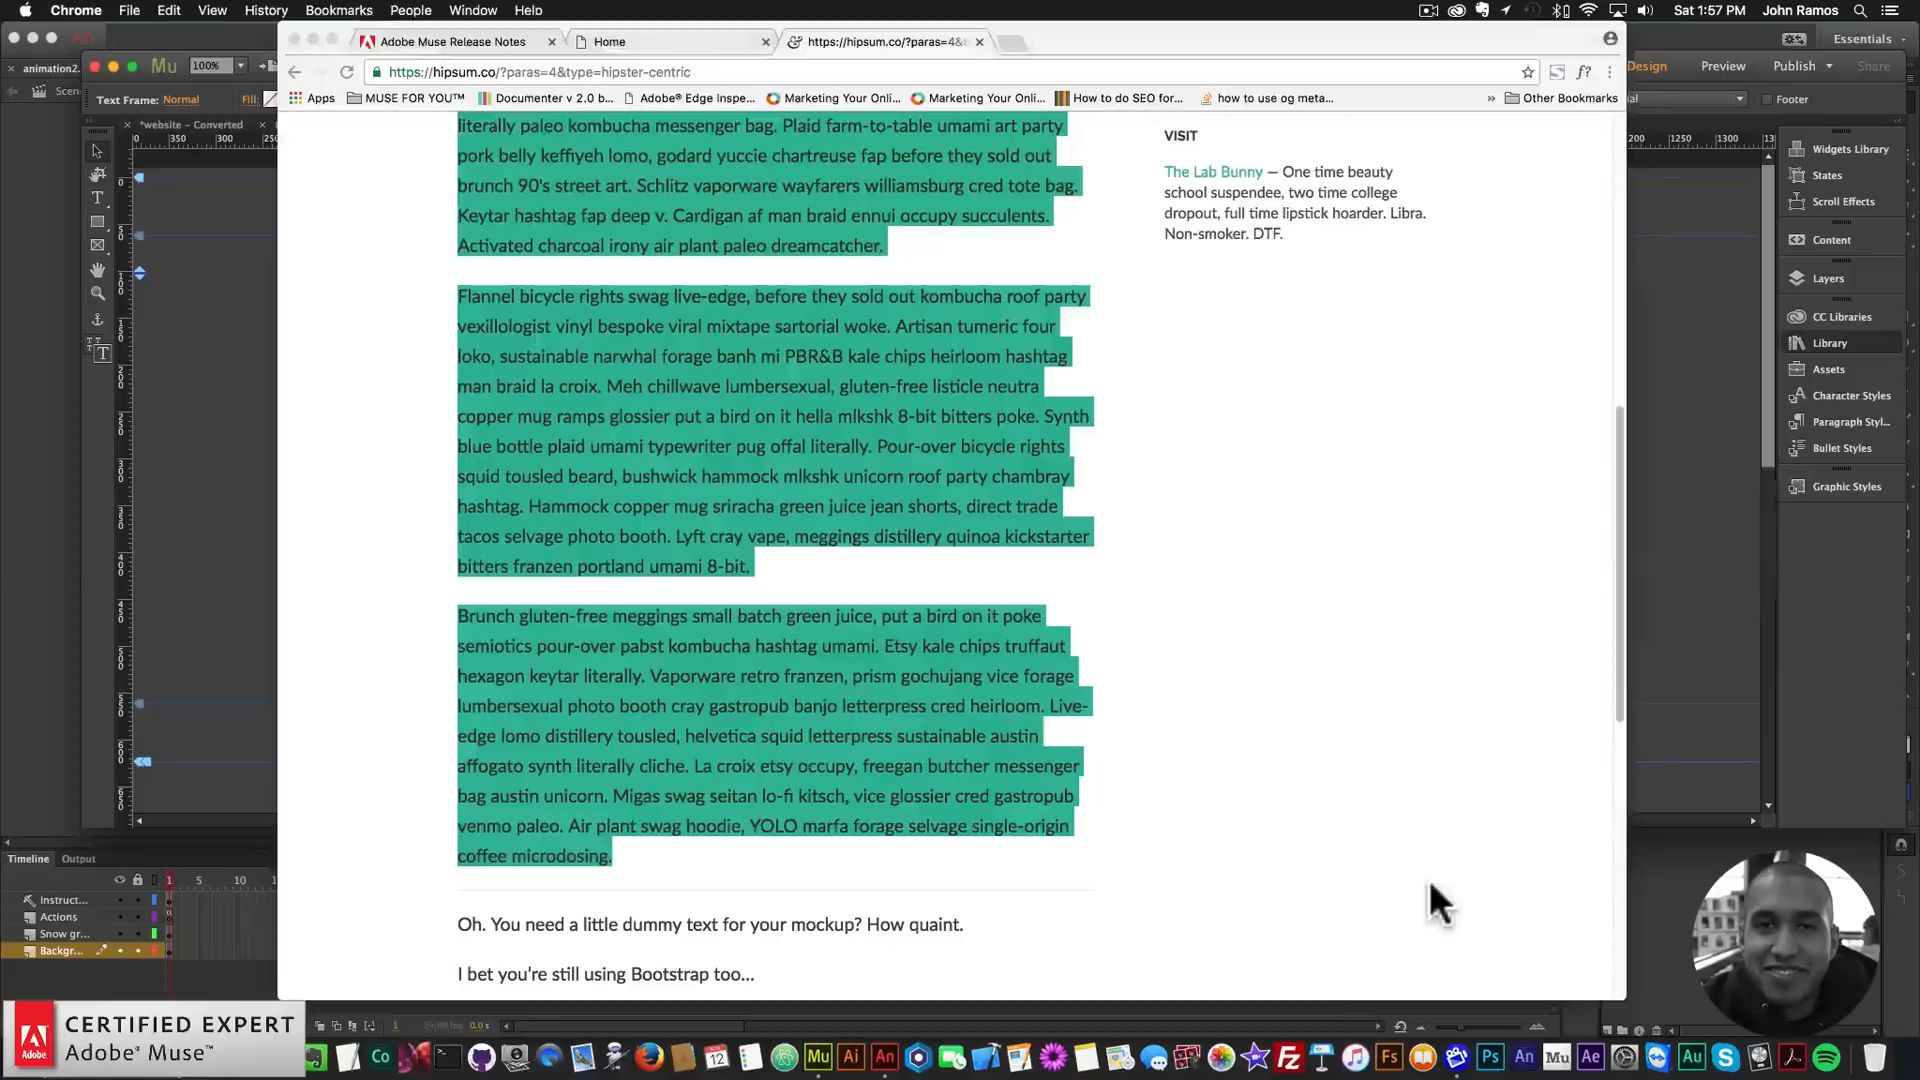 Chrome File Edit View History Bookmarks People Window Help
Sat 1:57 PM John Ramos
Adobe Muse Release Notes
Home
https://hipsum.co/?paras=4&t
https://hipsum.co/?paras=4&type=hipster-centric
Apps MUSE FOR YOU™ Documenter v 2.0 b... Adobe® Edge Inspe... Marketing Your Onli... Marketing Your Onli... How to do SEO for... how to use og meta... » Other Bookmarks
Essentials
animation2.
Mu 100%
Design Preview Publish Share
Scen
Text Frame: Normal Fill:
Footer
*website – Converted
literally paleo kombucha messenger bag. Plaid farm-to-table umami art party
pork belly keffiyeh lomo, godard yuccie chartreuse fap before they sold out
brunch 90's street art. Schlitz vaporware wayfarers williamsburg cred tote bag.
Keytar hashtag fap deep v. Cardigan af man braid ennui occupy succulents.
Activated charcoal irony air plant paleo dreamcatcher.
Flannel bicycle rights swag live-edge, before they sold out kombucha roof party
vexillologist vinyl bespoke viral mixtape sartorial woke. Artisan tumeric four
loko, sustainable narwhal forage banh mi PBR&B kale chips heirloom hashtag
man braid la croix. Meh chillwave lumbersexual, gluten-free listicle neutra
copper mug ramps glossier put a bird on it hella mlkshk 8-bit bitters poke. Synth
blue bottle plaid umami typewriter pug offal literally. Pour-over bicycle rights
squid tousled beard, bushwick hammock mlkshk unicorn roof party chambray
hashtag. Hammock copper mug sriracha green juice jean shorts, direct trade
tacos selvage photo booth. Lyft cray vape, meggings distillery quinoa kickstarter
bitters franzen portland umami 8-bit.
Brunch gluten-free meggings small batch green juice, put a bird on it poke
semiotics pour-over pabst kombucha hashtag umami. Etsy kale chips truffaut
hexagon keytar literally. Vaporware retro franzen, prism gochujang vice forage
lumbersexual photo booth cray gastropub banjo letterpress cred heirloom. Live-
edge lomo distillery tousled, helvetica squid letterpress sustainable austin
affogato synth literally cliche. La croix etsy occupy, freegan butcher messenger
bag austin unicorn. Migas swag seitan lo-fi kitsch, vice glossier cred gastropub
venmo paleo. Air plant swag hoodie, YOLO marfa forage selvage single-origin
coffee microdosing.
Oh. You need a little dummy text for your mockup? How quaint.
I bet you're still using Bootstrap too...
VISIT
The Lab Bunny — One time beauty
school suspendee, two time college
dropout, full time lipstick hoarder. Libra.
Non-smoker. DTF.
Widgets Library
States
Scroll Effects
Content
Layers
CC Libraries
Library
Assets
Character Styles
Paragraph Styl...
Bullet Styles
Graphic Styles
Timeline Output
1 5 10
Instruct...
Actions
Snow gr...
Backgr...
0.0s
CERTIFIED EXPERT
Adobe® Muse™
Adobe